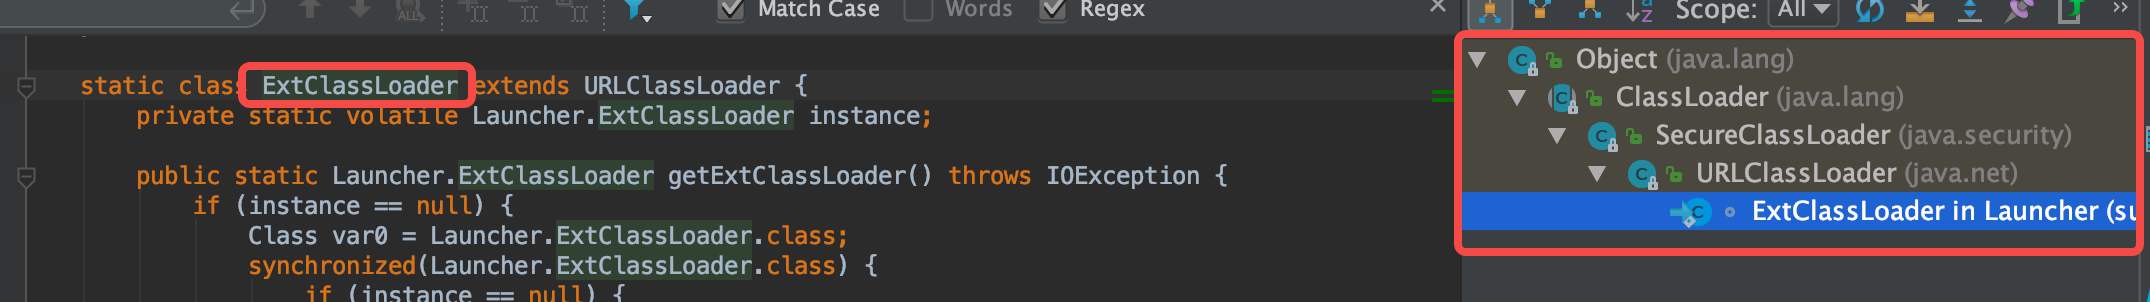 ALL
Match Case
Words
Regex
Scope:
All
static class ExtClassLoader extends URLClassLoader {
private static volatile Launcher.ExtClassLoader instance;
public static Launcher.ExtClassLoader getExtClassLoader() throws IOException {
if (instance == null) {
Class var0 = Launcher.ExtClassLoader.class;
synchronized(Launcher.ExtClassLoader.class) {
if (instance == null) {
C Object (java.lang)
C ClassLoader (java.lang)
C SecureClassLoader (java.security)
C URLClassLoader (java.net)
C ExtClassLoader in Launcher (su